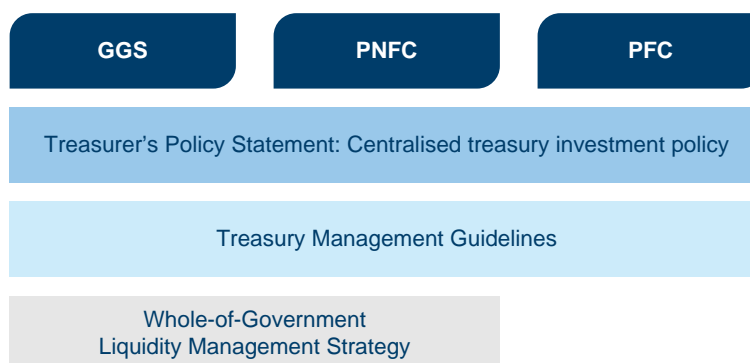 GGS
PNFC
PFC
Treasurer’s Policy Statement: Centralised treasury investment policy
Treasury Management Guidelines
Whole-of-Government
Liquidity Management Strategy